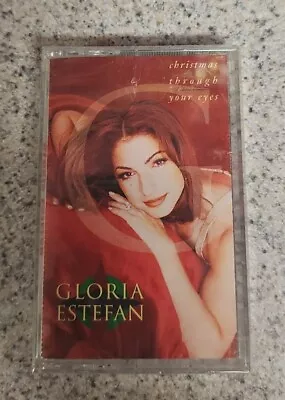 christmas
through
your eyes
GLORIA
ESTEFAN